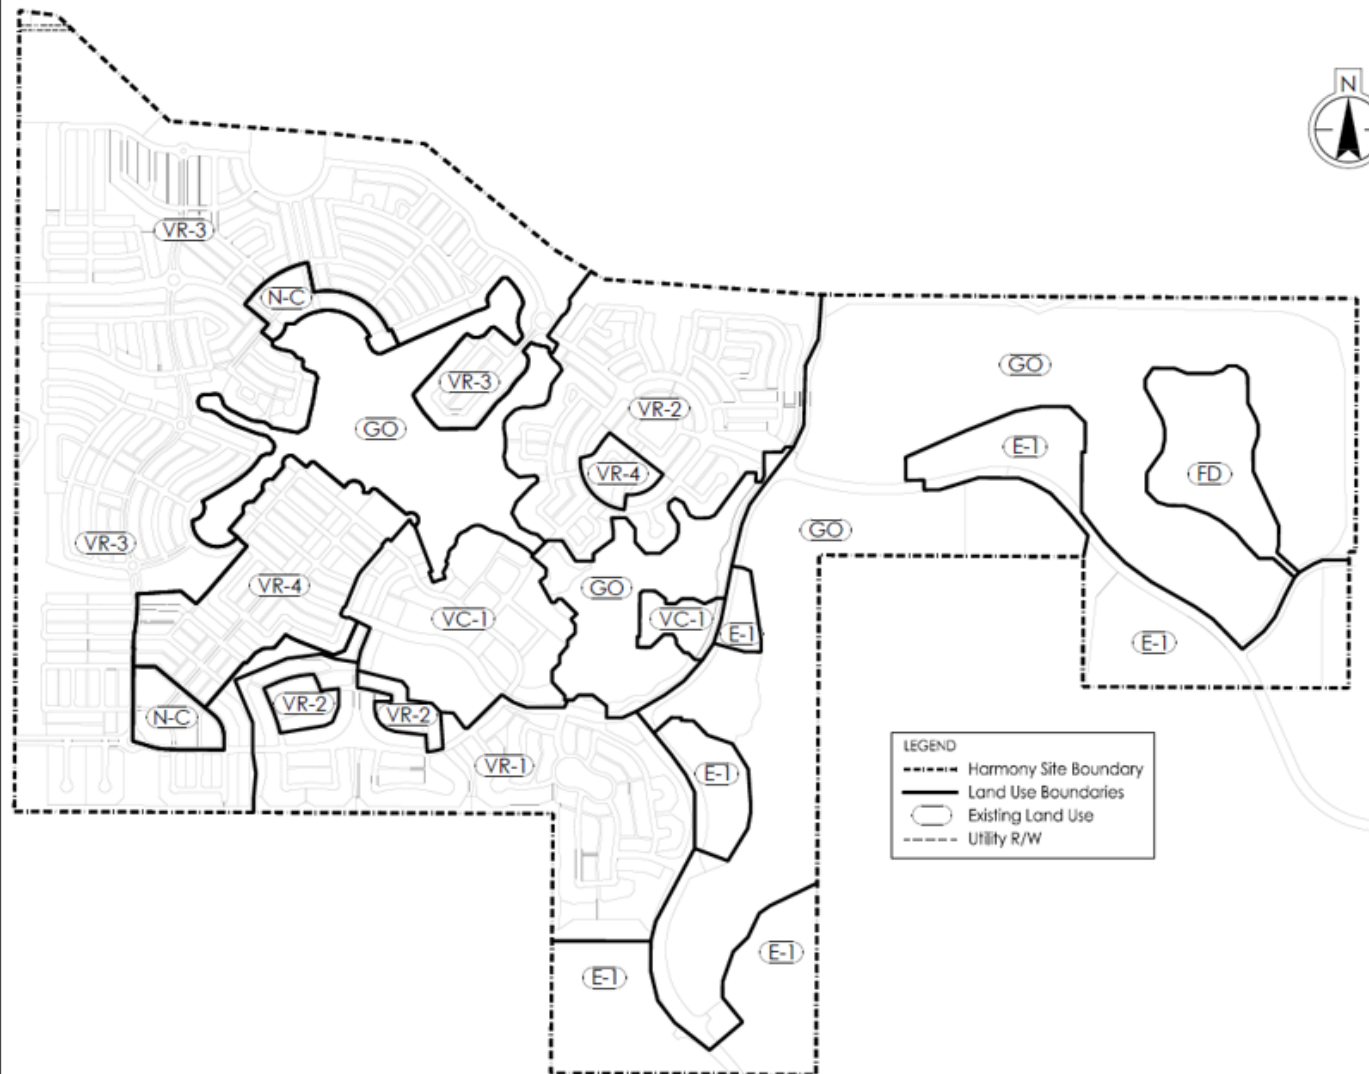 N
VR-3
N-C
GO
VR-3
VR-2
E-1
GO
VR-4
FD
GO
VR-3
VR-4
GO
VC-1
VC-1
E-1
E-1
VR-2
VR-2
N-C
VR-1
E-1
LEGEND
Harmony Site Boundary
Land Use Boundaries
Existing Land Use
Utility R/W
E-1
E-1